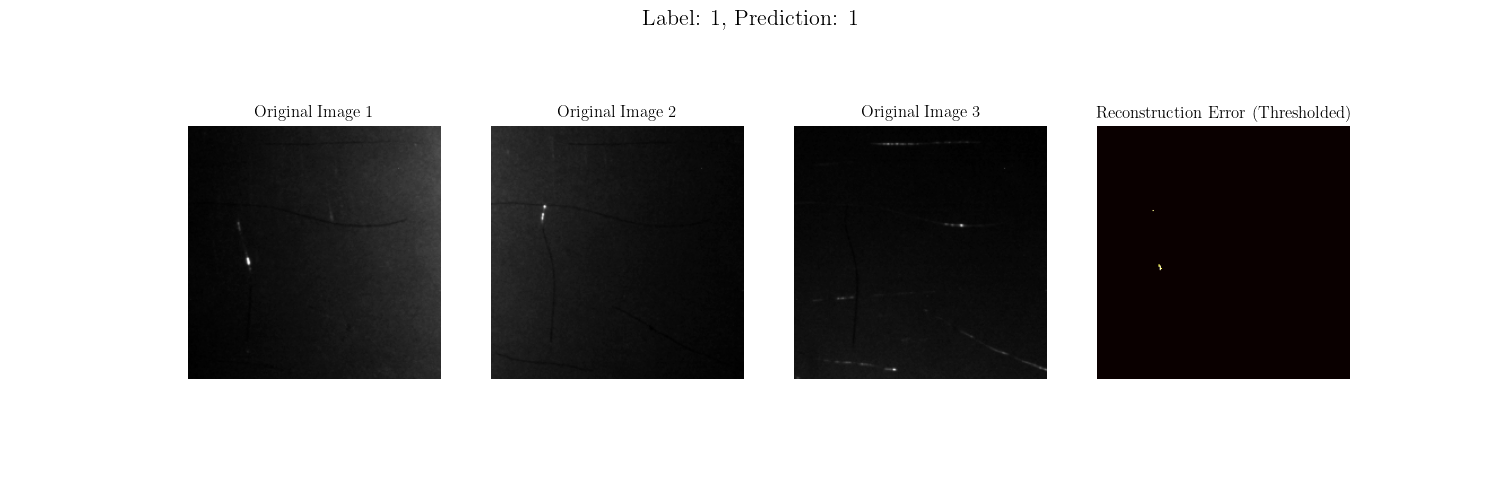 Label: 1, Prediction: 1
Original Image 1
Original Image 2
Original Image 3
Reconstruction Error (Thresholded)